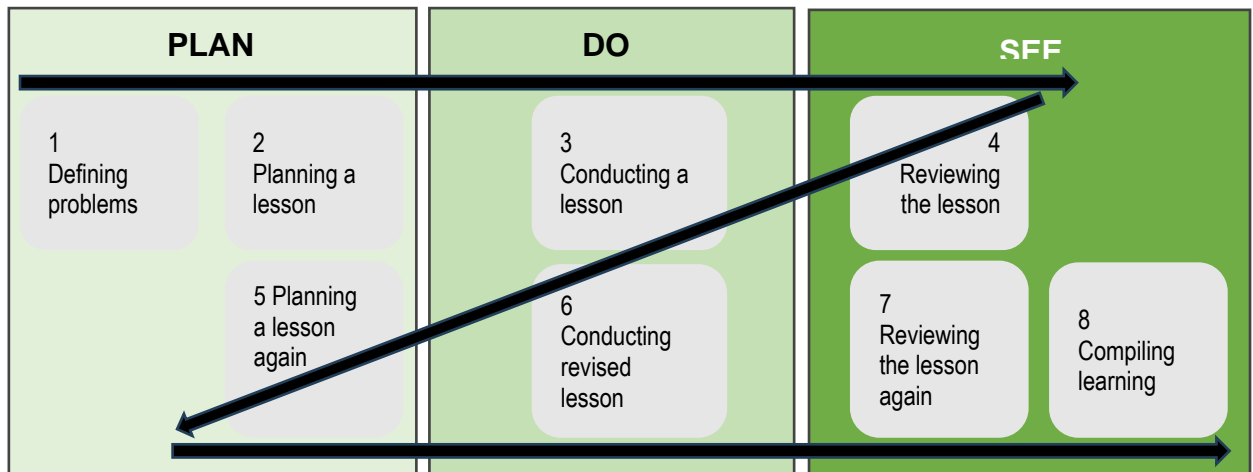 PLAN
DO
SEE
1
Defining
problems
2
Planning a
lesson
3
Conducting a
lesson
4
Reviewing
the lesson
5 Planning
a lesson
again
6
Conducting
revised
lesson
7
Reviewing
the lesson
again
8
Compiling
learning